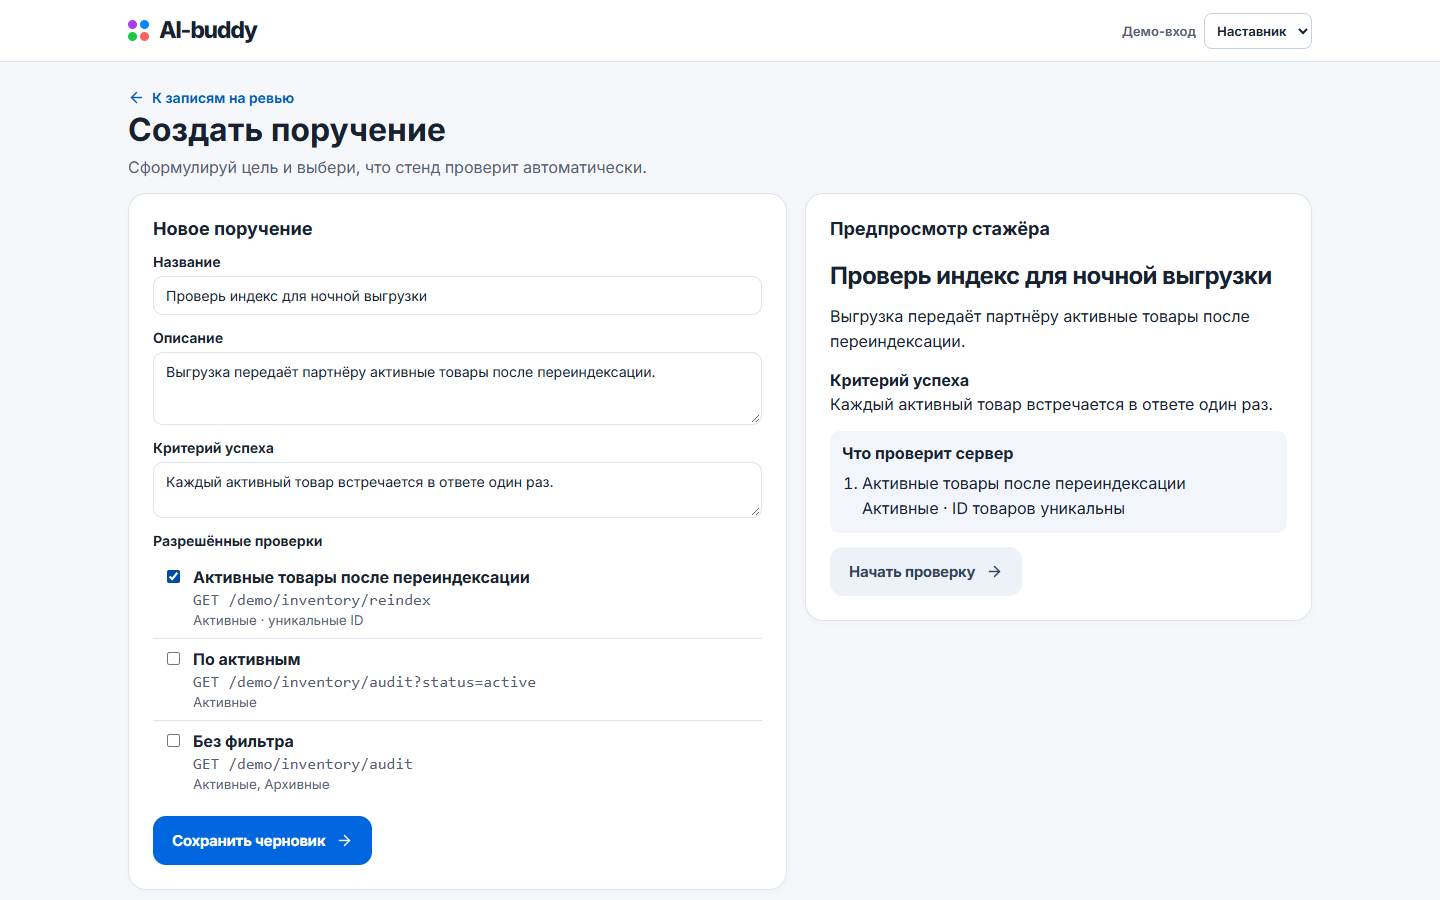 AI-buddy
Демо-вход
Наставник
К записям на ревью
Создать поручение
Сформулируй цель и выбери, что стенд проверит автоматически.
Новое поручение
Название
Проверь индекс для ночной выгрузки
Описание
Выгрузка передаёт партнёру активные товары после переиндексации.
Критерий успеха
Каждый активный товар встречается в ответе один раз.
Разрешённые проверки
Активные товары после переиндексации
GET /demo/inventory/reindex
Активные · уникальные ID
По активным
GET /demo/inventory/audit?status=active
Активные
Без фильтра
GET /demo/inventory/audit
Активные, Архивные
Сохранить черновик →
Предпросмотр стажёра
Проверь индекс для ночной выгрузки
Выгрузка передаёт партнёру активные товары после
переиндексации.
Критерий успеха
Каждый активный товар встречается в ответе один раз.
Что проверит сервер
1. Активные товары после переиндексации
Активные · ID товаров уникальны
Начать проверку →